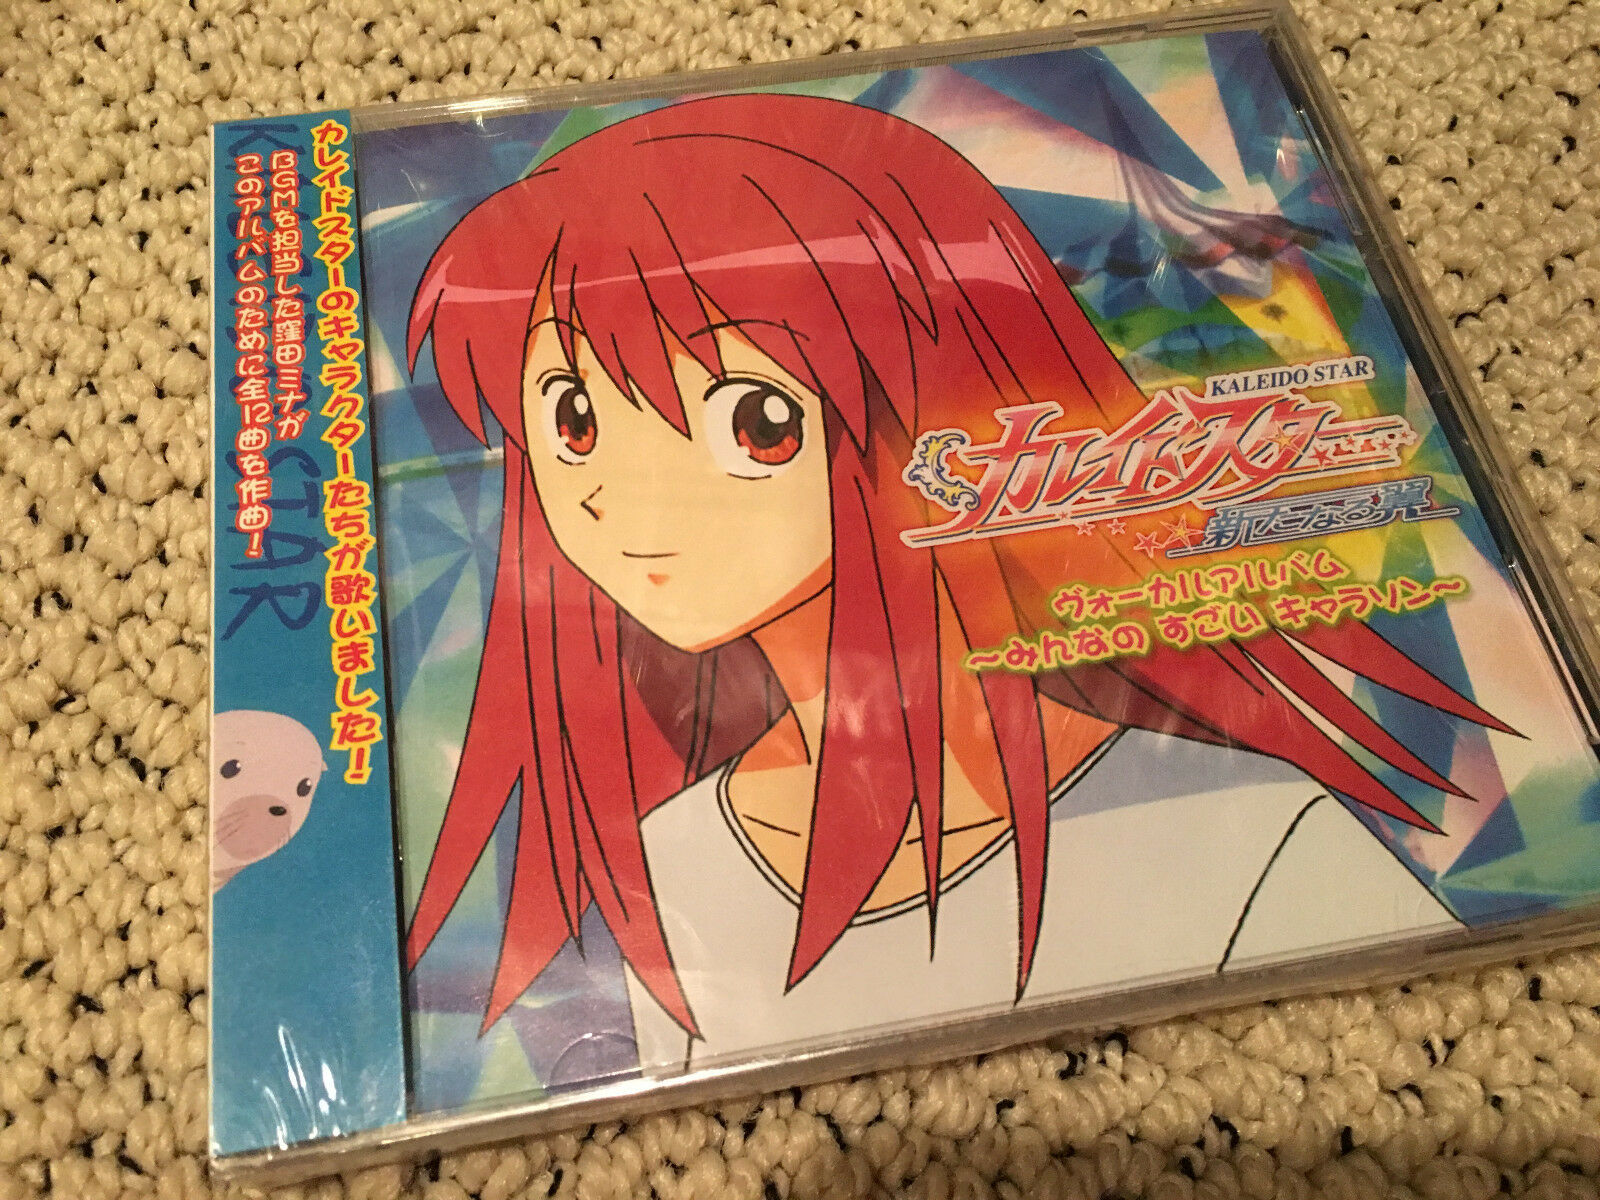 カレイドスターのキャラクターたちが歌いました!
BGMを担当した窪田ミナが
このアルバムのために全12曲を作曲!
KALEIDO STAR
KALEIDO STAR
カレイドスター
新たなる翼
ヴォーカルアルバム
~みんなの すごい キャラソン~